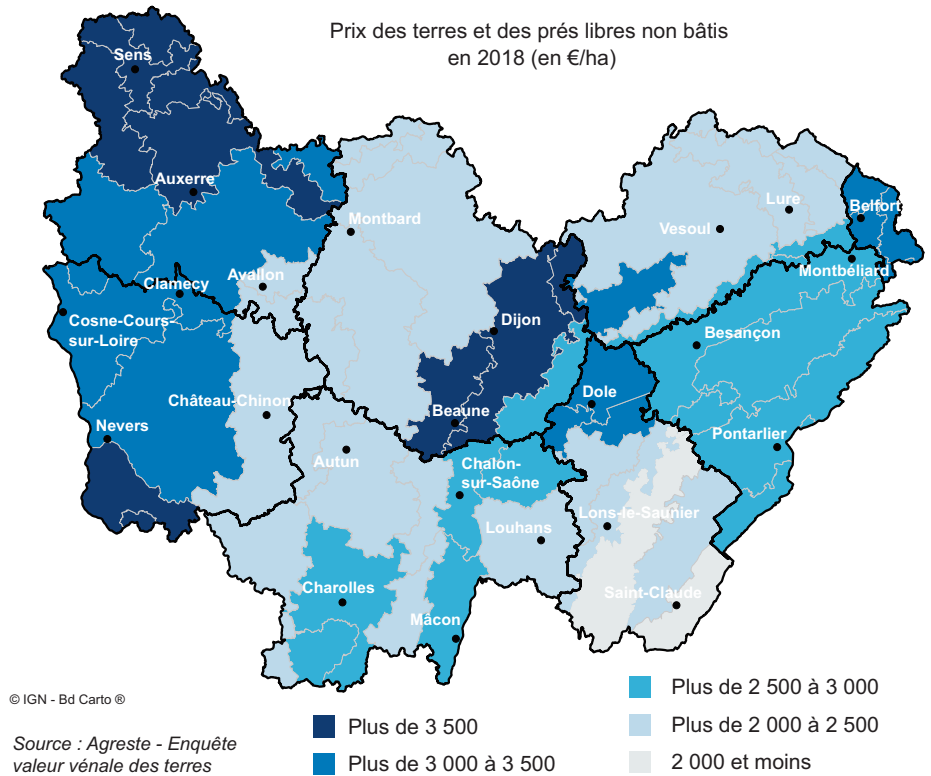 Prix des terres et des prés libres non bâtis
en 2018 (en €/ha)
Sens
Auxerre
Montbard
Lure
Belfort
Vesoul
Avallon
Montbéliard
Clamecy
Cosne-Cours-
sur-Loire
Dijon
Besançon
Château-Chinon
Dole
Beaune
Nevers
Pontarlier
Autun
Chalon-
sur-Saône
Louhans
Lons-le-Saunier
Charolles
Saint-Claude
Mâcon
© IGN - Bd Carto ®
Source : Agreste - Enquête
valeur vénale des terres
Plus de 3 500
Plus de 3 000 à 3 500
Plus de 2 500 à 3 000
Plus de 2 000 à 2 500
2 000 et moins